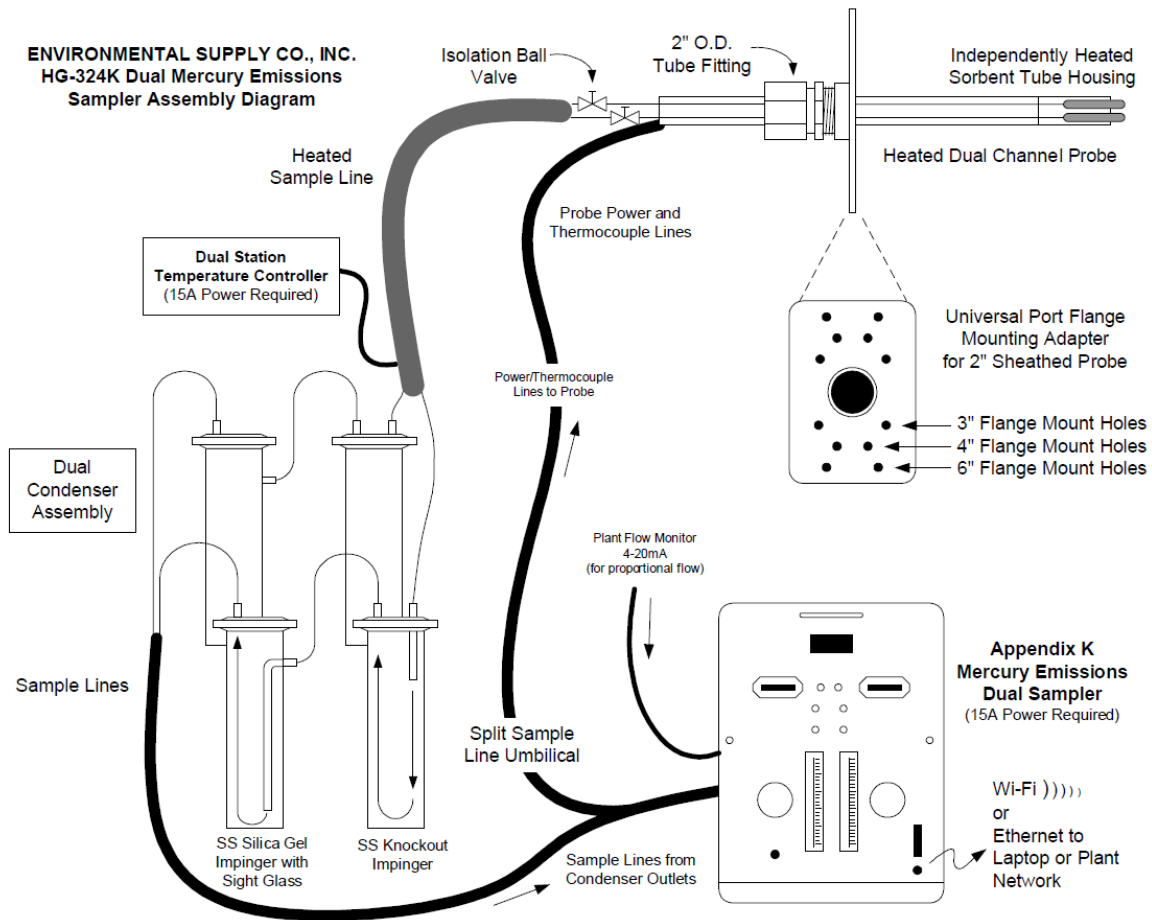 ENVIRONMENTAL SUPPLY CO., INC.
HG-324K Dual Mercury Emissions
Sampler Assembly Diagram
Isolation Ball
Valve
2" O.D.
Tube Fitting
Independently Heated
Sorbent Tube Housing
Heated
Sample Line
Heated Dual Channel Probe
Probe Power and
Thermocouple Lines
Dual Station
Temperature Controller
(15A Power Required)
Universal Port Flange
Mounting Adapter
for 2" Sheathed Probe
Power/Thermocouple
Lines to Probe
3" Flange Mount Holes
4" Flange Mount Holes
6" Flange Mount Holes
Dual
Condenser
Assembly
Plant Flow Monitor
4-20mA
(for proportional flow)
Sample Lines
Appendix K
Mercury Emissions
Dual Sampler
(15A Power Required)
Split Sample
Line Umbilical
Wi-Fi )))))
or
Ethernet to
Laptop or Plant
Network
SS Silica Gel
Impinger with
Sight Glass
SS Knockout
Impinger
Sample Lines from
Condenser Outlets